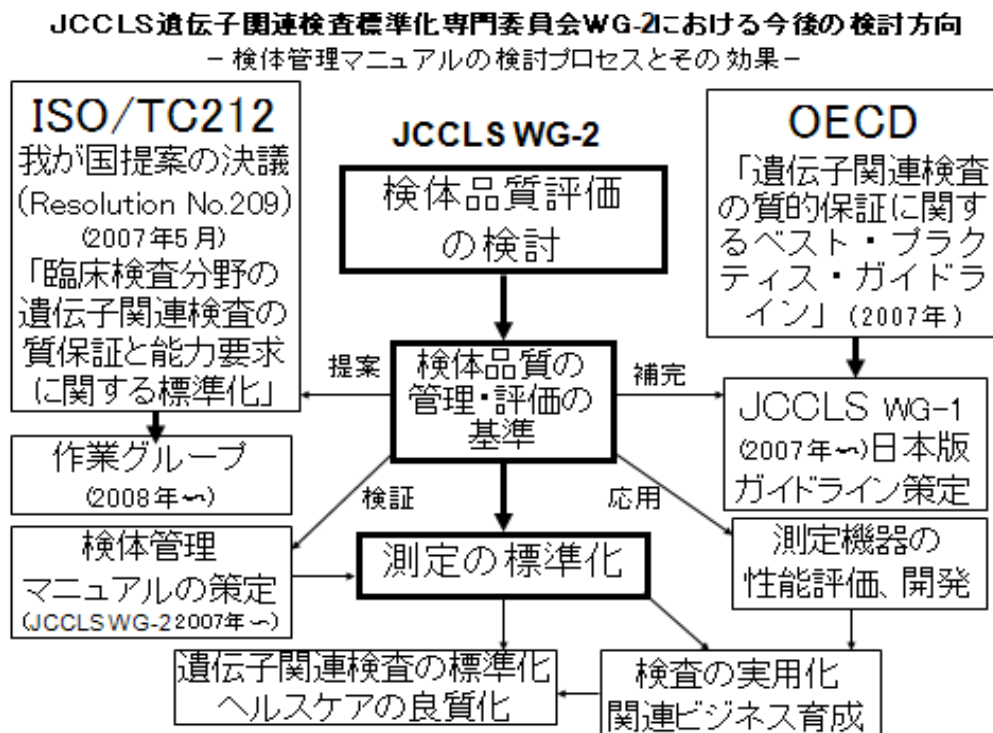 JCCLS遺伝子関連検査標準化専門委員会WG-2における今後の検討方向
－検体管理マニュアルの検討プロセスとその効果－
ISO/TC212
我が国提案の決議
(Resolution No.209)
(2007年5月)
「臨床検査分野の
遺伝子関連検査の
質保証と能力要求
に関する標準化」
作業グループ
(2008年～)
検体管理
マニュアルの策定
(JCCLS WG-2 2007年～)
JCCLS WG-2
検体品質評価
の検討
提案
検体品質の
管理・評価の
基準
補完
検証
応用
測定の標準化
OECD
「遺伝子関連検査
の質的保証に関す
るベスト・プラク
ティス・ガイドラ
イン」(2007年)
JCCLS WG-1
(2007年～)日本版
ガイドライン策定
測定機器の
性能評価、開発
遺伝子関連検査の標準化
ヘルスケアの良質化
検査の実用化
関連ビジネス育成